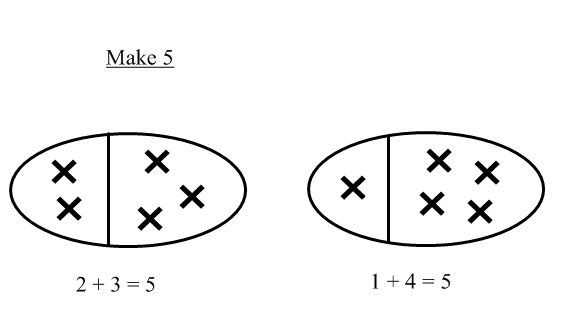 Make 5
2 + 3 = 5
1 + 4 = 5